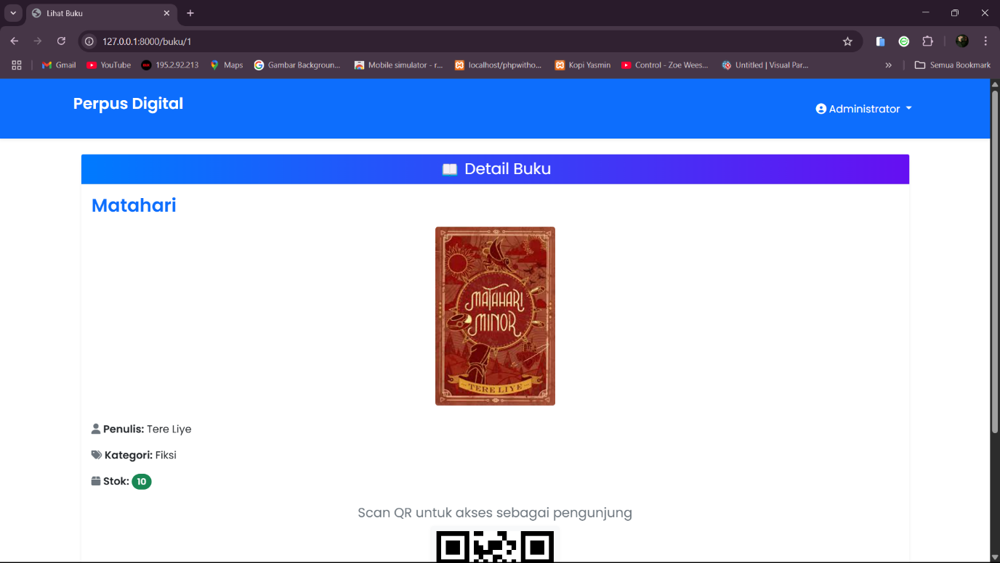 Lihat Buku
127.0.0.1:8000/buku/1
Gmail
YouTube
195.2.92.213
Maps
Gambar Backgroun...
Mobile simulator - r...
localhost/phpwitho...
Kopi Yasmin
Control - Zoe Wees...
Untitled | Visual Par...
Semua Bookmark
Perpus Digital
Administrator
Detail Buku
Matahari
MATAHARI
MINOR
TERE LIYE
Penulis: Tere Liye
Kategori: Fiksi
Stok: 10
Scan QR untuk akses sebagai pengunjung